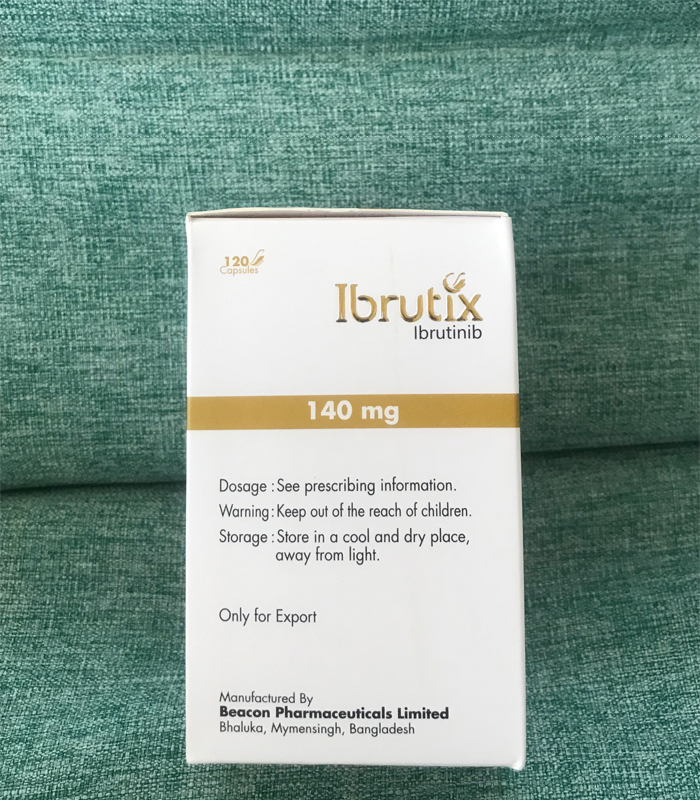 120
Capsules
Ibrutix
Ibrutinib
140 mg
Dosage : See prescribing information.
Warning : Keep out of the reach of children.
Storage : Store in a cool and dry place,
away from light.
Only for Export
Manufactured By
Beacon Pharmaceuticals Limited
Bhaluka, Mymensingh, Bangladesh